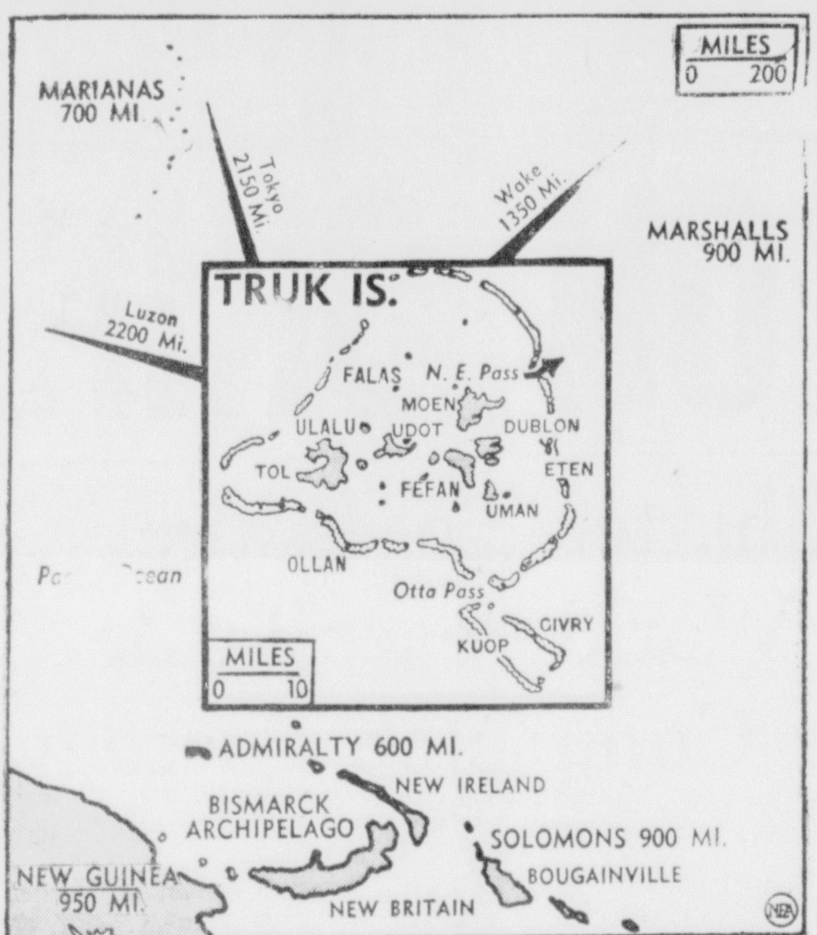 MILES
0 200
MARIANAS
700 MI.
Tokyo
2150 Mi.
Wake
1350 Mi.
MARSHALLS
900 MI.
Luzon
2200 Mi.
TRUK IS.
FALAS
N. E. Pass
MOEN
ULALU
UDOT
DUBLON
TOL
ETEN
FEFAN
UMAN
OLLAN
Otta Pass
GIVRY
KUOP
MILES
0 10
ADMIRALTY 600 MI.
NEW IRELAND
BISMARCK
ARCHIPELAGO
SOLOMONS 900 MI.
BOUGAINVILLE
NEW GUINEA
950 MI.
NEW BRITAIN
NEA